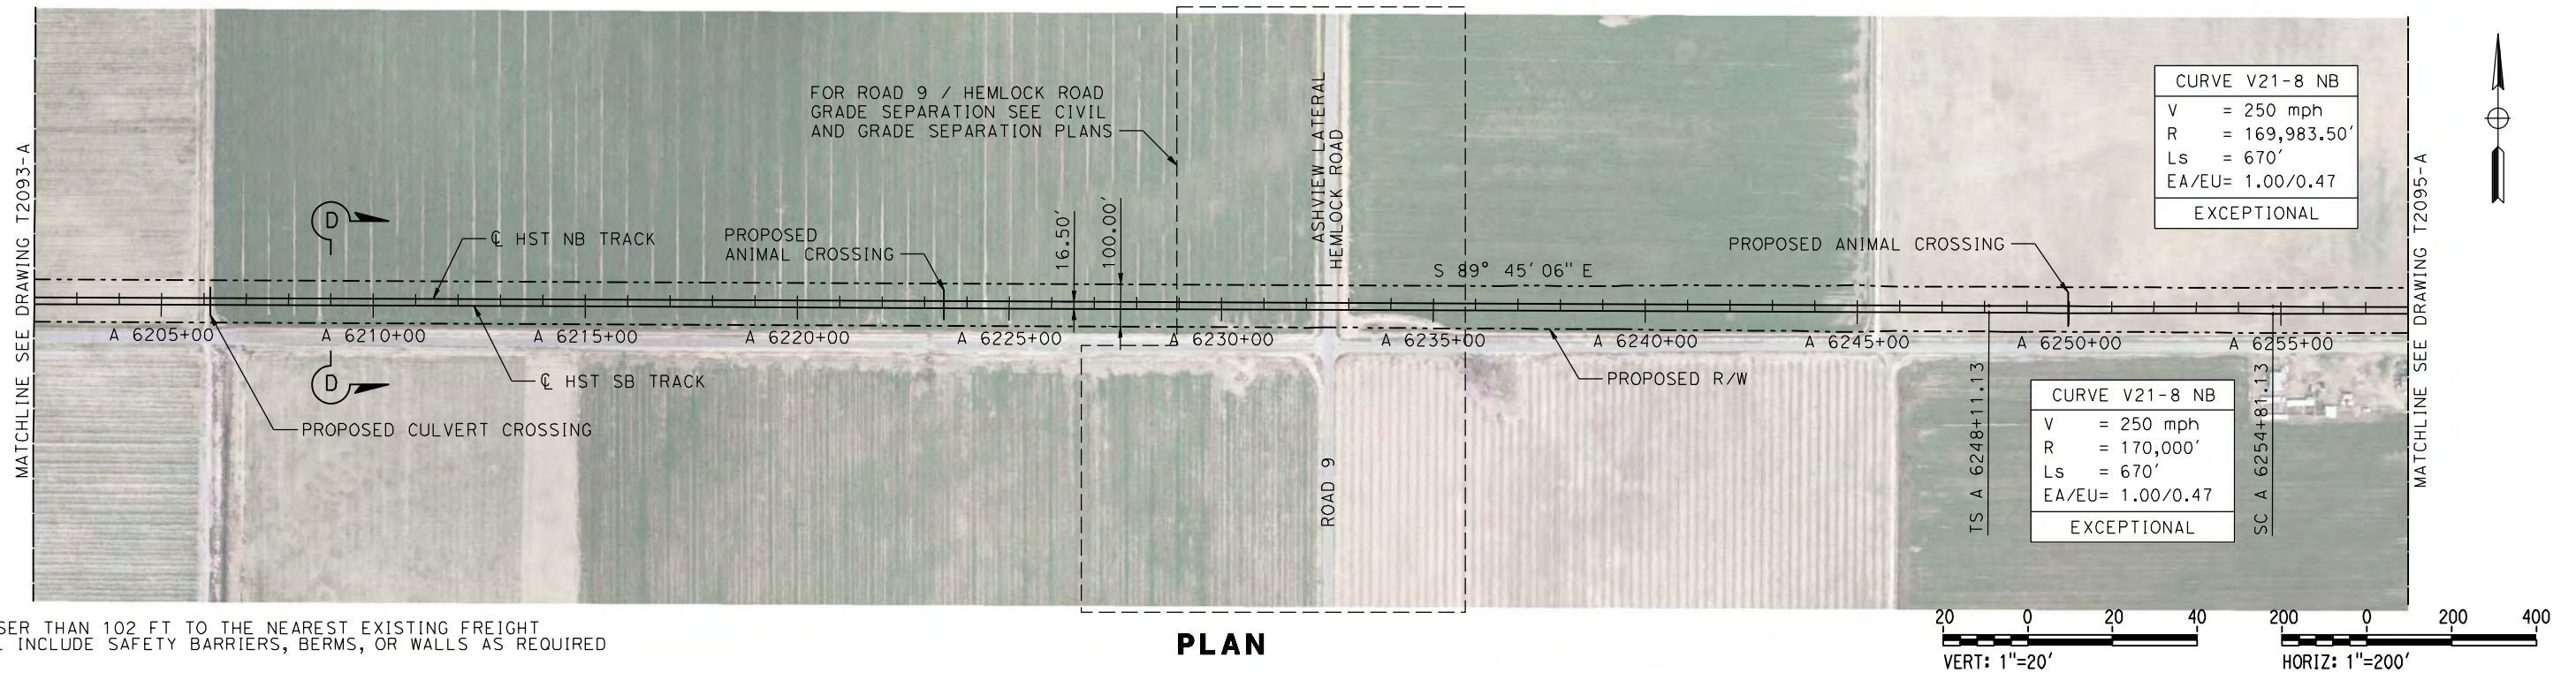 FOR ROAD 9 / HEMLOCK ROAD
GRADE SEPARATION SEE CIVIL
AND GRADE SEPARATION PLANS
ASHVIEW LATERAL
HEMLOCK ROAD
CURVE V21-8 NB
V = 250 mph
R = 169,983.50'
Ls = 670'
EA/EU= 1.00/0.47
EXCEPTIONAL
MATCHLINE SEE DRAWING T2093-A
D
℄ HST NB TRACK
PROPOSED
ANIMAL CROSSING
16.50'
100.00'
S 89° 45' 06" E
PROPOSED ANIMAL CROSSING
MATCHLINE SEE DRAWING T2095-A
A 6205+00
A 6210+00
A 6215+00
A 6220+00
A 6225+00
A 6230+00
A 6235+00
A 6240+00
A 6245+00
A 6250+00
A 6255+00
D
℄ HST SB TRACK
PROPOSED R/W
PROPOSED CULVERT CROSSING
ROAD 9
TS A 6248+11.13
CURVE V21-8 NB
V = 250 mph
R = 170,000'
Ls = 670'
EA/EU= 1.00/0.47
EXCEPTIONAL
SC A 6254+81.13
SER THAN 102 FT TO THE NEAREST EXISTING FREIGHT
INCLUDE SAFETY BARRIERS, BERMS, OR WALLS AS REQUIRED
PLAN
20 0 20 40
VERT: 1"=20'
200 0 200 400
HORIZ: 1"=200'